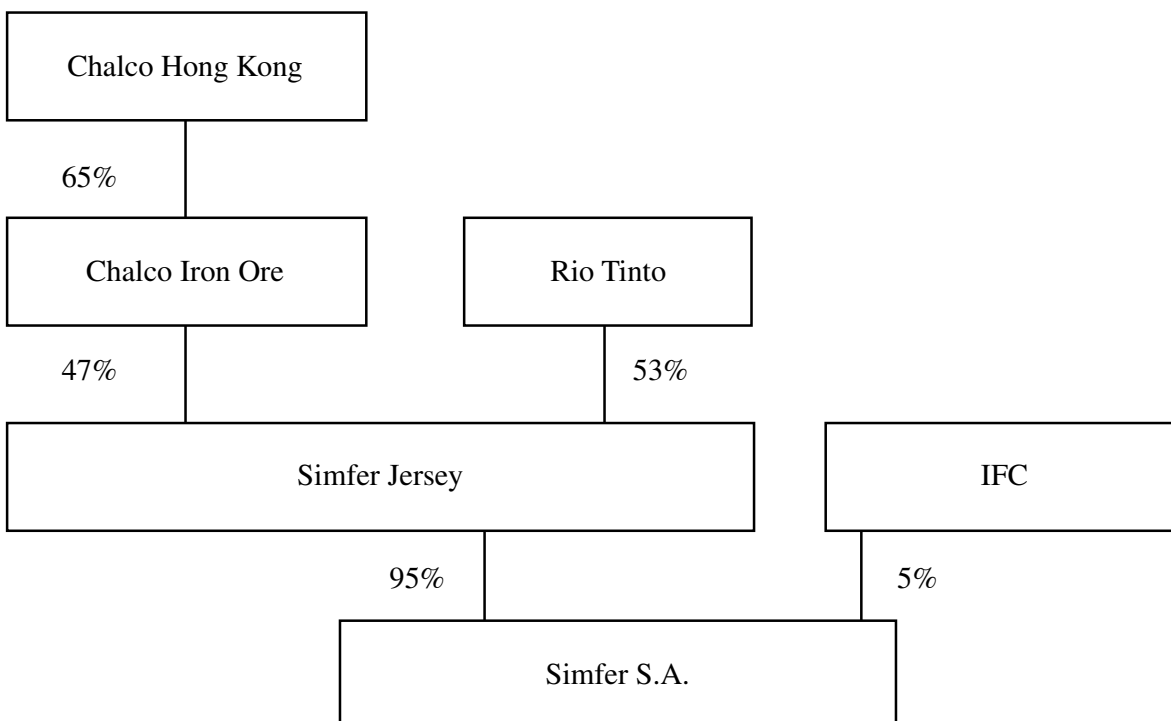 Chalco Hong Kong
65%
Chalco Iron Ore
Rio Tinto
47%
53%
Simfer Jersey
IFC
95%
5%
Simfer S.A.